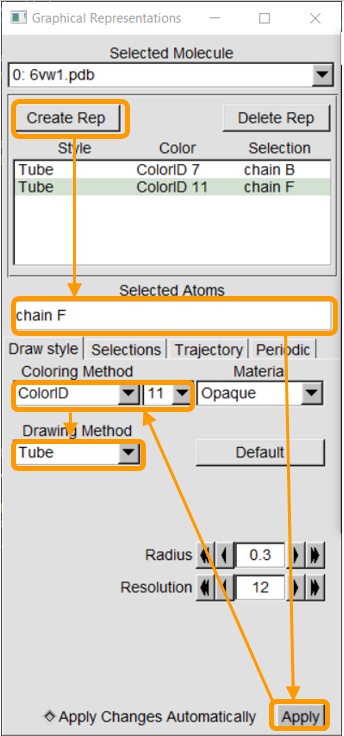 Graphical Representations
Selected Molecule
0: 6vw1.pdb
Create Rep Delete Rep
Style Color Selection
Tube ColorID 7 chain B
Tube ColorID 11 chain F
Selected Atoms
chain F
Draw style Selections Trajectory Periodic
Coloring Method Material
ColorID 11 Opaque
Drawing Method
Tube Default
Radius 0.3
Resolution 12
Apply Changes Automatically Apply